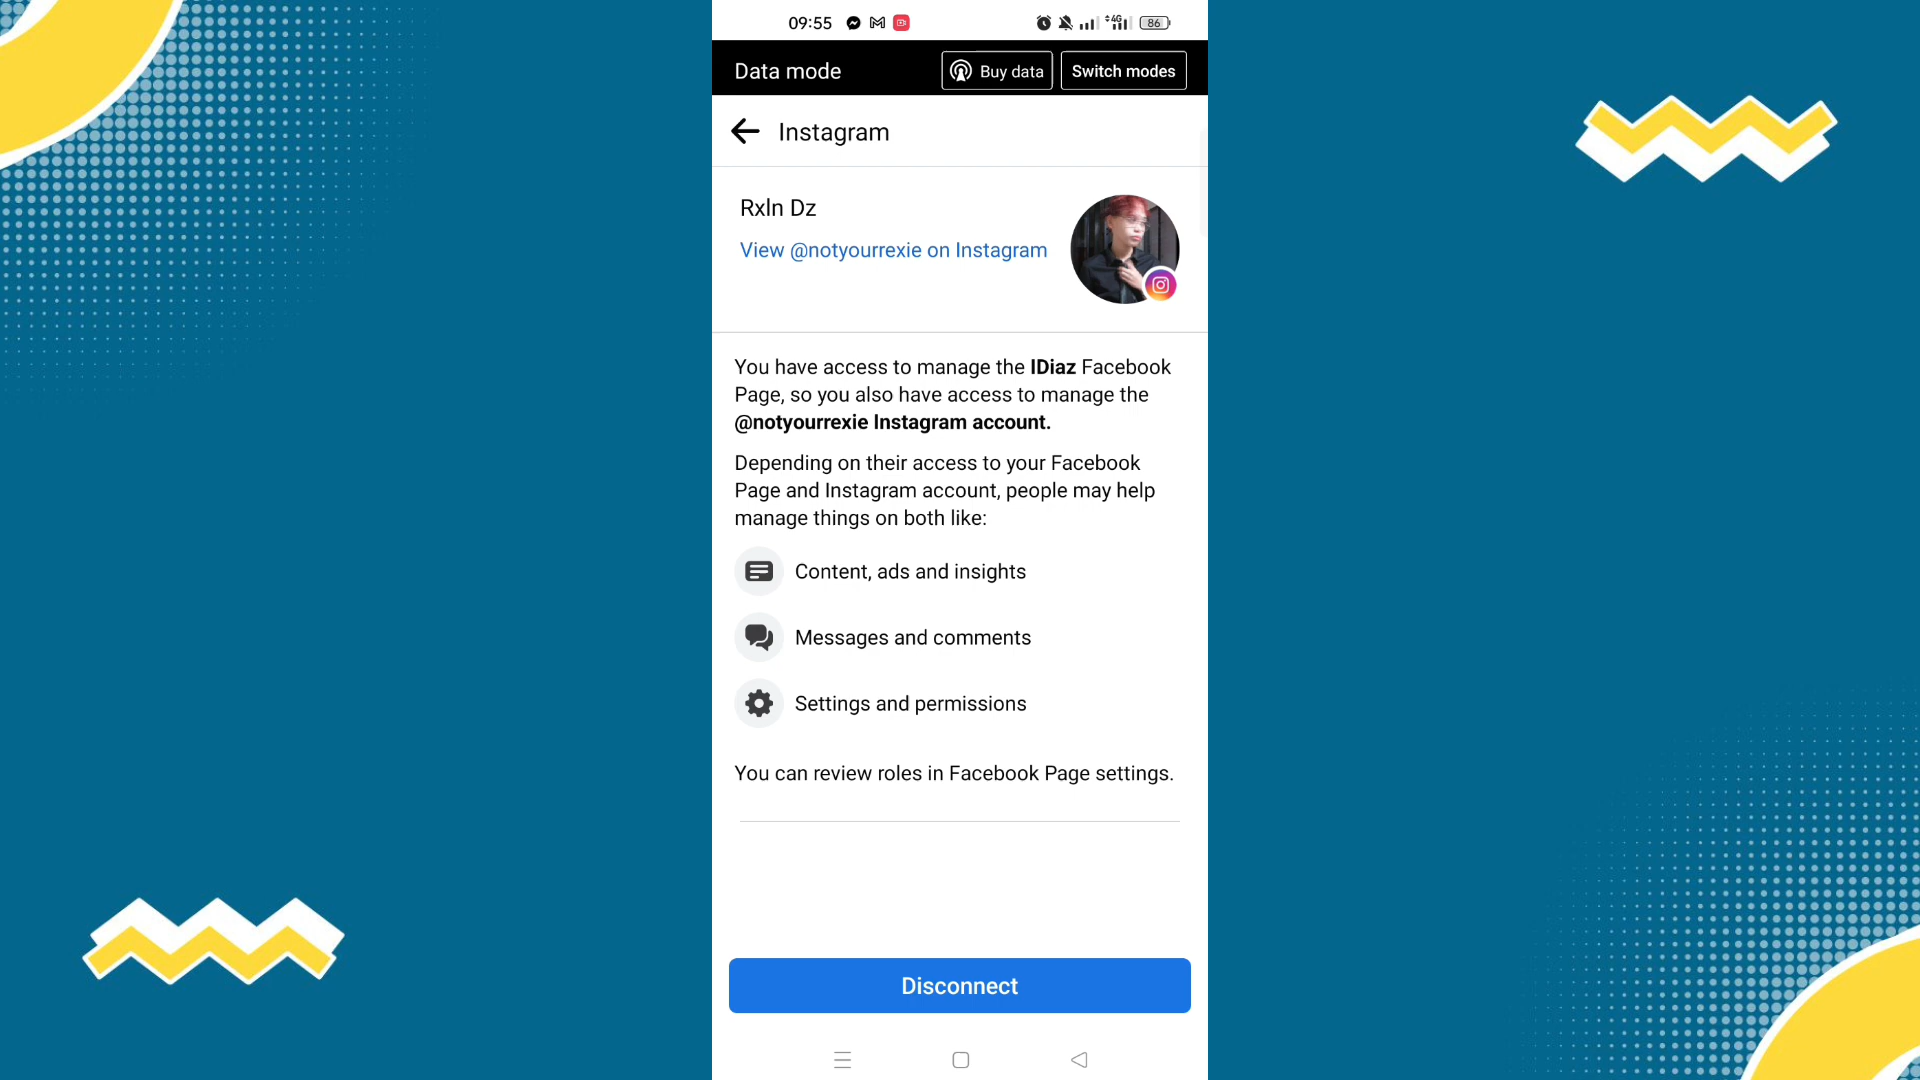 09:55
4G 86
Data mode Buy data Switch modes
Instagram
Rxln Dz
View @notyourrexie on Instagram
You have access to manage the IDiaz Facebook
Page, so you also have access to manage the
@notyourrexie Instagram account.
Depending on their access to your Facebook
Page and Instagram account, people may help
manage things on both like:
Content, ads and insights
Messages and comments
Settings and permissions
You can review roles in Facebook Page settings.
Disconnect